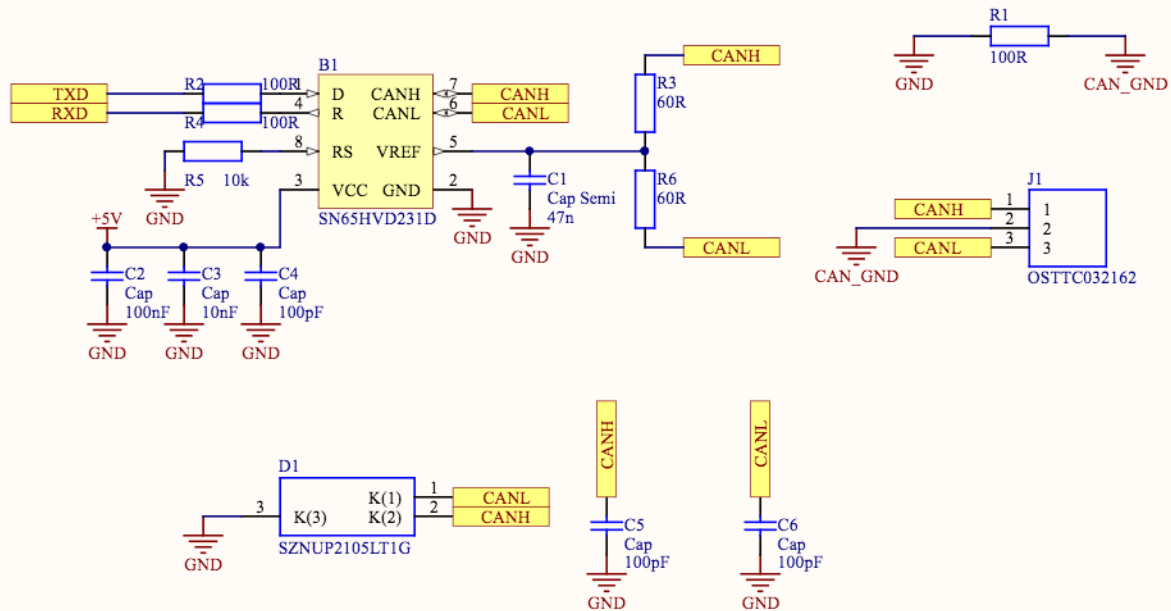 R1
100R
GND
CAN_GND
B1
R2 100R
TXD
1
D
CANH
7
CANH
RXD
4
R
CANL
6
CANL
R4 100R
CANH
R3
60R
8
RS
VREF
5
R5 10k
GND
3
VCC
GND
2
SN65HVD231D
GND
C1
Cap Semi
47n
GND
R6
60R
CANL
+5V
C2
Cap
100nF
GND
C3
Cap
10nF
GND
C4
Cap
100pF
GND
J1
CANH
1
1
2
2
CANL
3
3
CAN_GND
OSTTC032162
D1
K(1)
1
CANL
3
K(3)
K(2)
2
CANH
SZNUP2105LT1G
GND
CANH
C5
Cap
100pF
GND
CANL
C6
Cap
100pF
GND